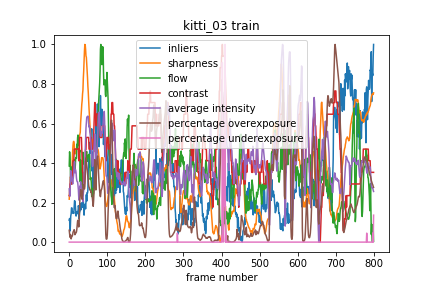 kitti_03 train
1.0
0.8
0.6
0.4
0.2
0.0
inliers
sharpness
flow
contrast
average intensity
percentage overexposure
percentage underexposure
0 100 200 300 400 500 600 700 800
frame number